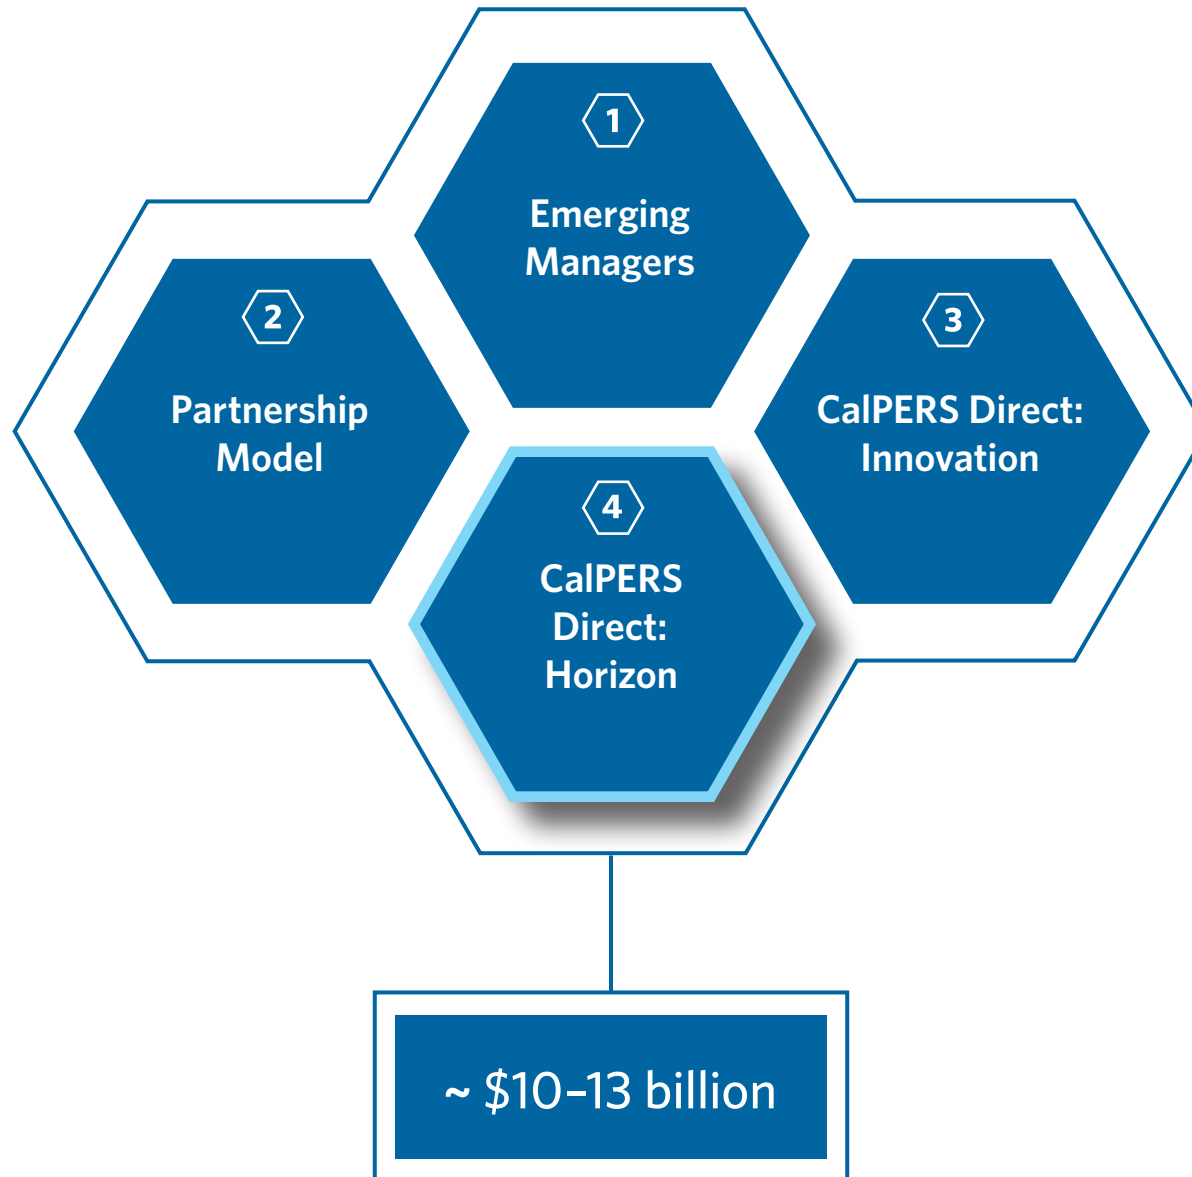 1
Emerging
Managers
2
Partnership
Model
3
CalPERS Direct:
Innovation
4
CalPERS
Direct:
Horizon
~ $10–13 billion